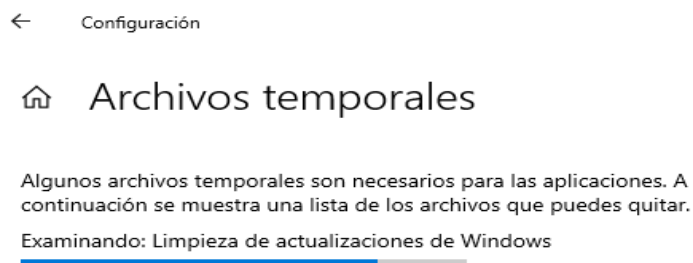 Configuración
Archivos temporales
Algunos archivos temporales son necesarios para las aplicaciones. A
continuación se muestra una lista de los archivos que puedes quitar.
Examinando: Limpieza de actualizaciones de Windows